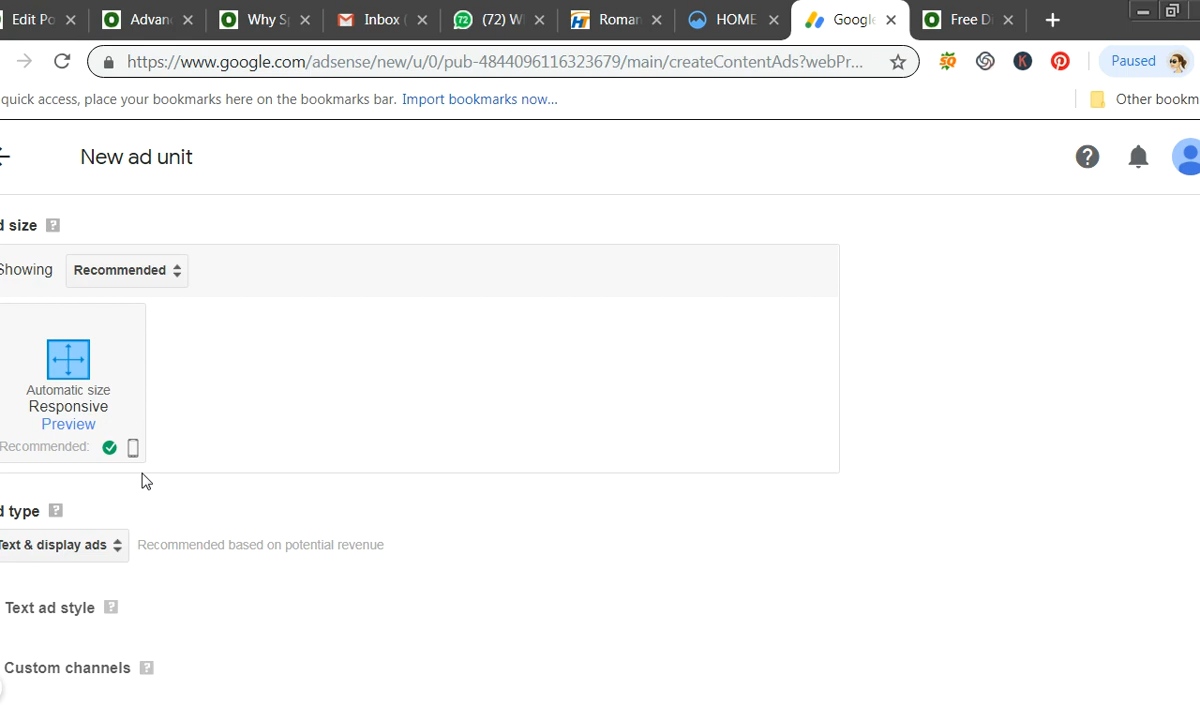 Edit Po Advan Why Sp Inbox ( (72) W Roman HOME Google Free D
https://www.google.com/adsense/new/u/0/pub-4844096116323679/main/createContentAds?webPr... Paused
quick access, place your bookmarks here on the bookmarks bar. Import bookmarks now... Other bookm
New ad unit
d size
Showing Recommended
Automatic size
Responsive
Preview
Recommended:
d type
Text & display ads Recommended based on potential revenue
Text ad style
Custom channels